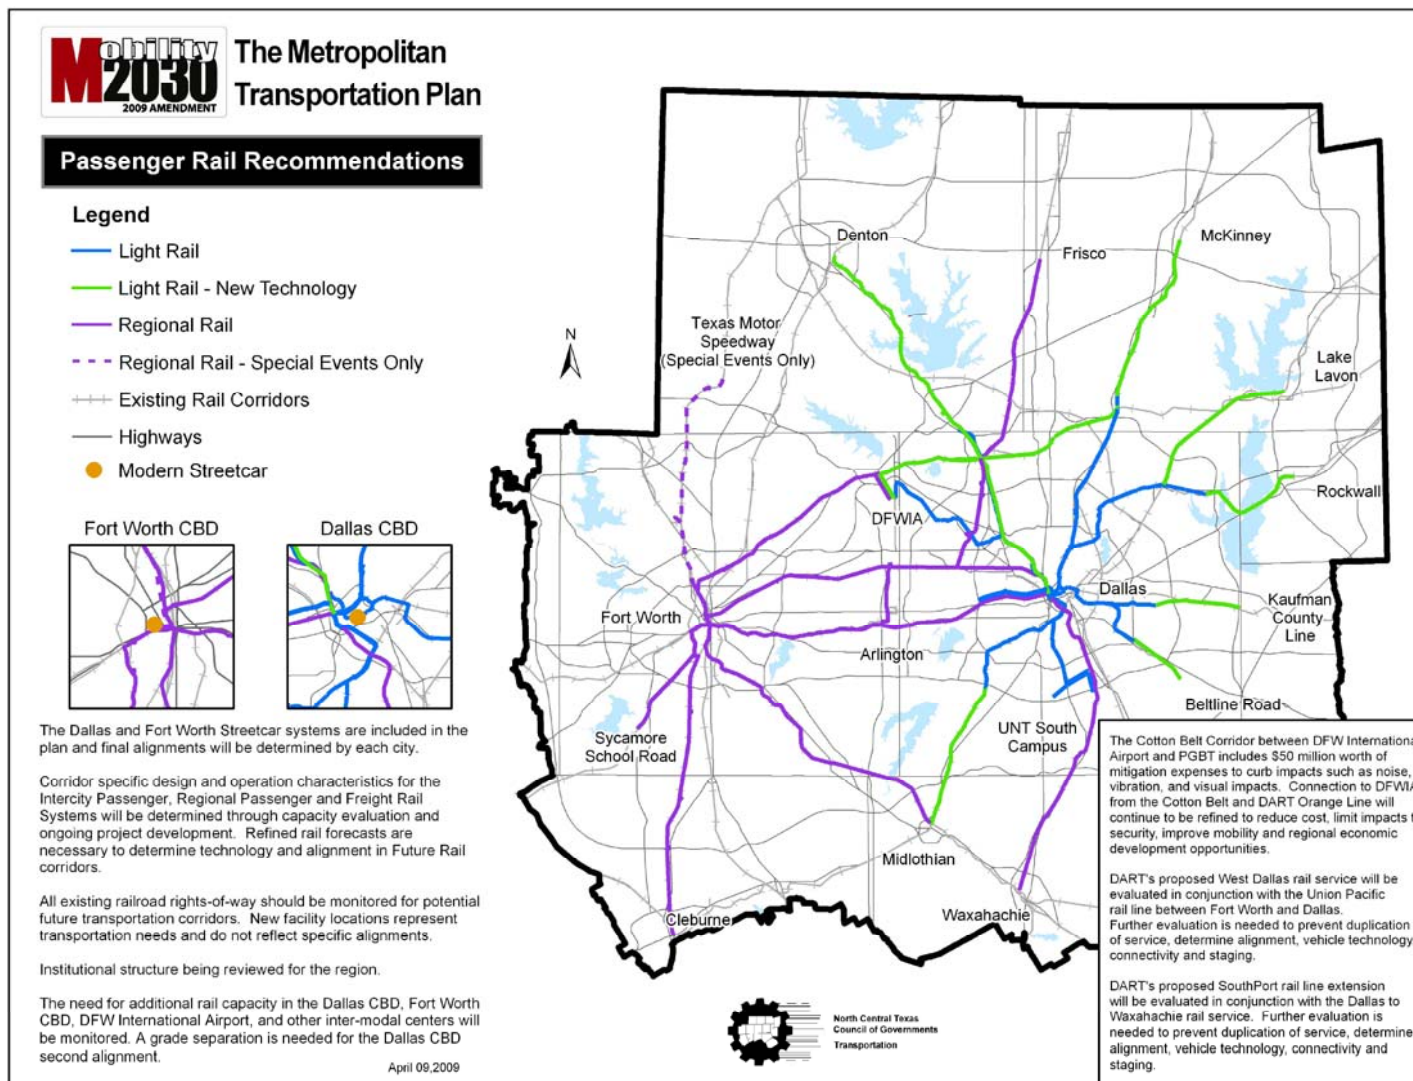 Mobility
M2030
2009 AMENDMENT
The Metropolitan
Transportation Plan
Passenger Rail Recommendations
Legend
Light Rail
Light Rail - New Technology
Regional Rail
Regional Rail - Special Events Only
Existing Rail Corridors
Highways
Modern Streetcar
Fort Worth CBD
Dallas CBD
The Dallas and Fort Worth Streetcar systems are included in the
plan and final alignments will be determined by each city.
Corridor specific design and operation characteristics for the
Intercity Passenger, Regional Passenger and Freight Rail
Systems will be determined through capacity evaluation and
ongoing project development. Refined rail forecasts are
necessary to determine technology and alignment in Future Rail
corridors.
All existing railroad rights-of-way should be monitored for potential
future transportation corridors. New facility locations represent
transportation needs and do not reflect specific alignments.
Institutional structure being reviewed for the region.
The need for additional rail capacity in the Dallas CBD, Fort Worth
CBD, DFW International Airport, and other inter-modal centers will
be monitored. A grade separation is needed for the Dallas CBD
second alignment.
April 09,2009
N
Denton
Frisco
McKinney
Texas Motor
Speedway
(Special Events Only)
Lake
Lavon
Rockwall
DFWIA
Dallas
Fort Worth
Kaufman
County
Line
Arlington
Beltline Road
Sycamore
School Road
UNT South
Campus
Midlothian
Cleburne
Waxahachie
The Cotton Belt Corridor between DFW Internationa
Airport and PGBT includes $50 million worth of
mitigation expenses to curb impacts such as noise,
vibration, and visual impacts. Connection to DFWIA
from the Cotton Belt and DART Orange Line will
continue to be refined to reduce cost, limit impacts t
security, improve mobility and regional economic
development opportunities.
DART's proposed West Dallas rail service will be
evaluated in conjunction with the Union Pacific
rail line between Fort Worth and Dallas.
Further evaluation is needed to prevent duplication
of service, determine alignment, vehicle technology
connectivity and staging.
DART's proposed SouthPort rail line extension
will be evaluated in conjunction with the Dallas to
Waxahachie rail service. Further evaluation is
needed to prevent duplication of service, determine
alignment, vehicle technology, connectivity and
staging.
North Central Texas
Council of Governments
Transportation